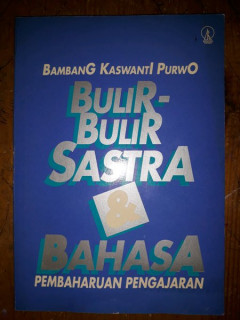 BAMBANG KASWANTI PURWO
BULIR-
BULIR
SASTRA
&
BAHASA
PEMBAHARUAN PENGAJARAN